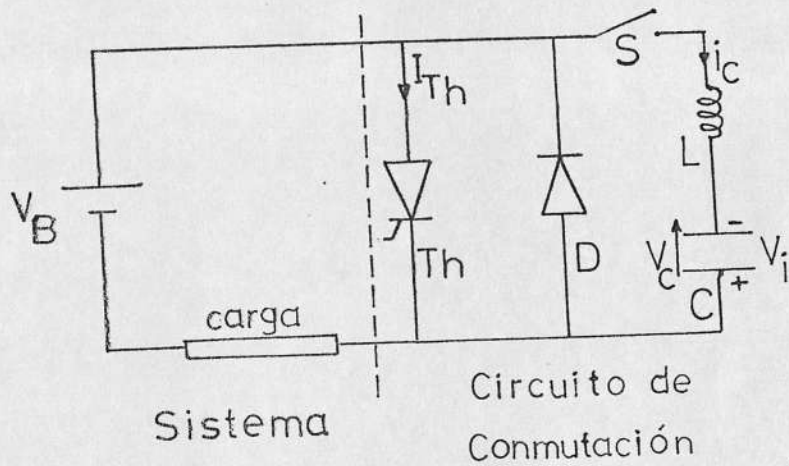 S
i_c
I_Th
L
V_B
Th
D
V_c
-
V_i
C
+
carga
Sistema
Circuito de
Conmutación